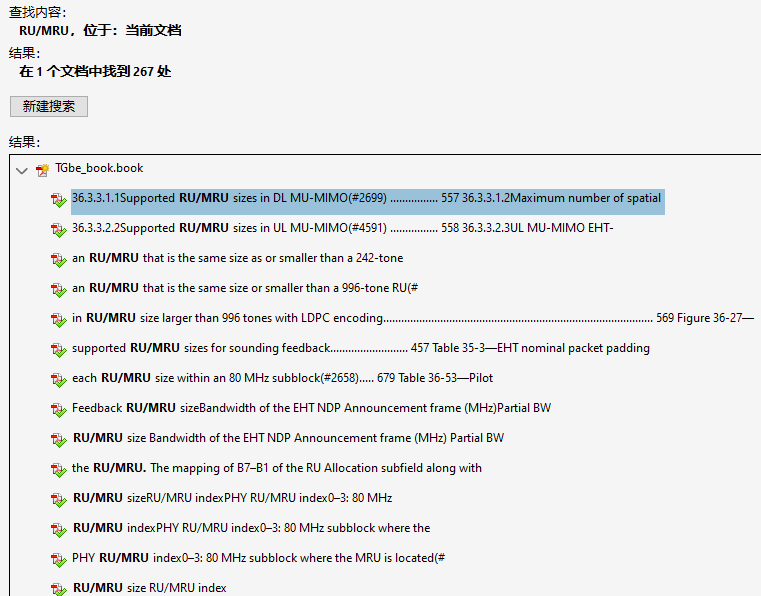 查找内容：
RU/MRU，位于：当前文档
结果：
在 1 个文档中找到 267 处
新建搜索
结果：
TGbe_book.book
36.3.3.1.1Supported RU/MRU sizes in DL MU-MIMO(#2699) ................ 557 36.3.3.1.2Maximum number of spatial
36.3.3.2.2Supported RU/MRU sizes in UL MU-MIMO(#4591) ................ 558 36.3.3.2.3UL MU-MIMO EHT-
an RU/MRU that is the same size as or smaller than a 242-tone
an RU/MRU that is the same size or smaller than a 996-tone RU(#
in RU/MRU size larger than 996 tones with LDPC encoding.......................................................................................... 569 Figure 36-27—
supported RU/MRU sizes for sounding feedback.......................... 457 Table 35-3—EHT nominal packet padding
each RU/MRU size within an 80 MHz subblock(#2658)..... 679 Table 36-53—Pilot
Feedback RU/MRU sizeBandwidth of the EHT NDP Announcement frame (MHz)Partial BW
RU/MRU size Bandwidth of the EHT NDP Announcement frame (MHz) Partial BW
the RU/MRU. The mapping of B7–B1 of the RU Allocation subfield along with
RU/MRU sizeRU/MRU indexPHY RU/MRU index0–3: 80 MHz
RU/MRU indexPHY RU/MRU index0–3: 80 MHz subblock where the
PHY RU/MRU index0–3: 80 MHz subblock where the MRU is located(#
RU/MRU size RU/MRU index